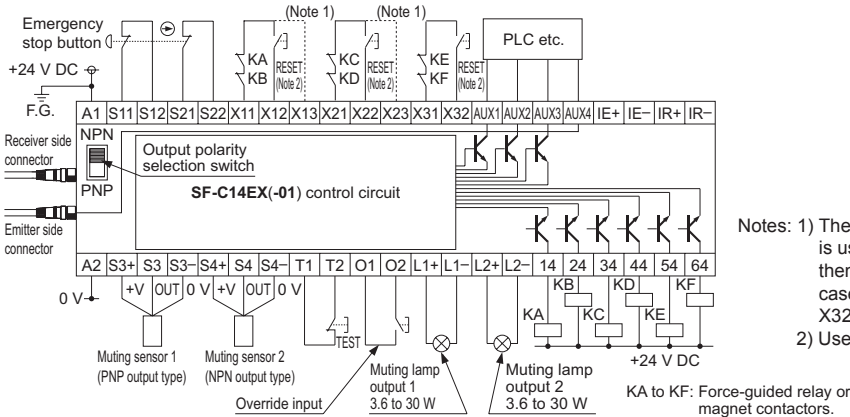 (Note 1) (Note 1)
Emergency
stop button
PLC etc.
KA KC KE
KB KD KF
RESET RESET RESET
(Note 2) (Note 2) (Note 2)
+24 V DC
F.G.
A1 S11 S12 S21 S22 X11 X12 X13 X21 X22 X23 X31 X32 AUX1 AUX2 AUX3 AUX4 IE+ IE− IR+ IR−
NPN
Receiver side
connector
Output polarity
selection switch
PNP
SF-C14EX(-01) control circuit
Emitter side
connector
A2 S3+ S3 S3− S4+ S4 S4− T1 T2 O1 O2 L1+ L1− L2+ L2− 14 24 34 44 54 64
0 V
+V OUT 0 V +V OUT 0 V
KB KD KF
KA KC KE
TEST
+24 V DC
Muting sensor 1
(PNP output type)
Muting sensor 2
(NPN output type)
Override input
Muting lamp
output 1
3.6 to 30 W
Muting lamp
output 2
3.6 to 30 W
KA to KF: Force-guided relay or
magnet contactors.
Notes: 1) The
is us
then
case
X32
2) Use